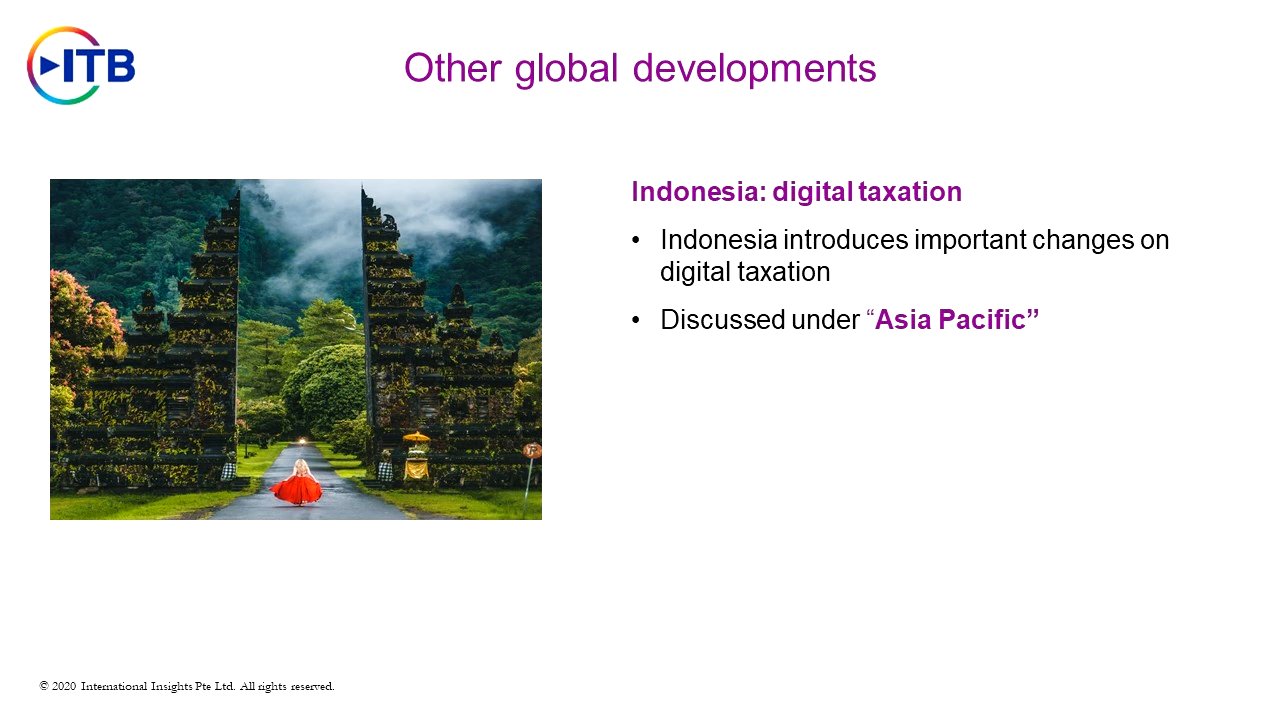 ITB
Other global developments
Indonesia: digital taxation
• Indonesia introduces important changes on
digital taxation
• Discussed under “Asia Pacific”
© 2020 International Insights Pte Ltd. All rights reserved.